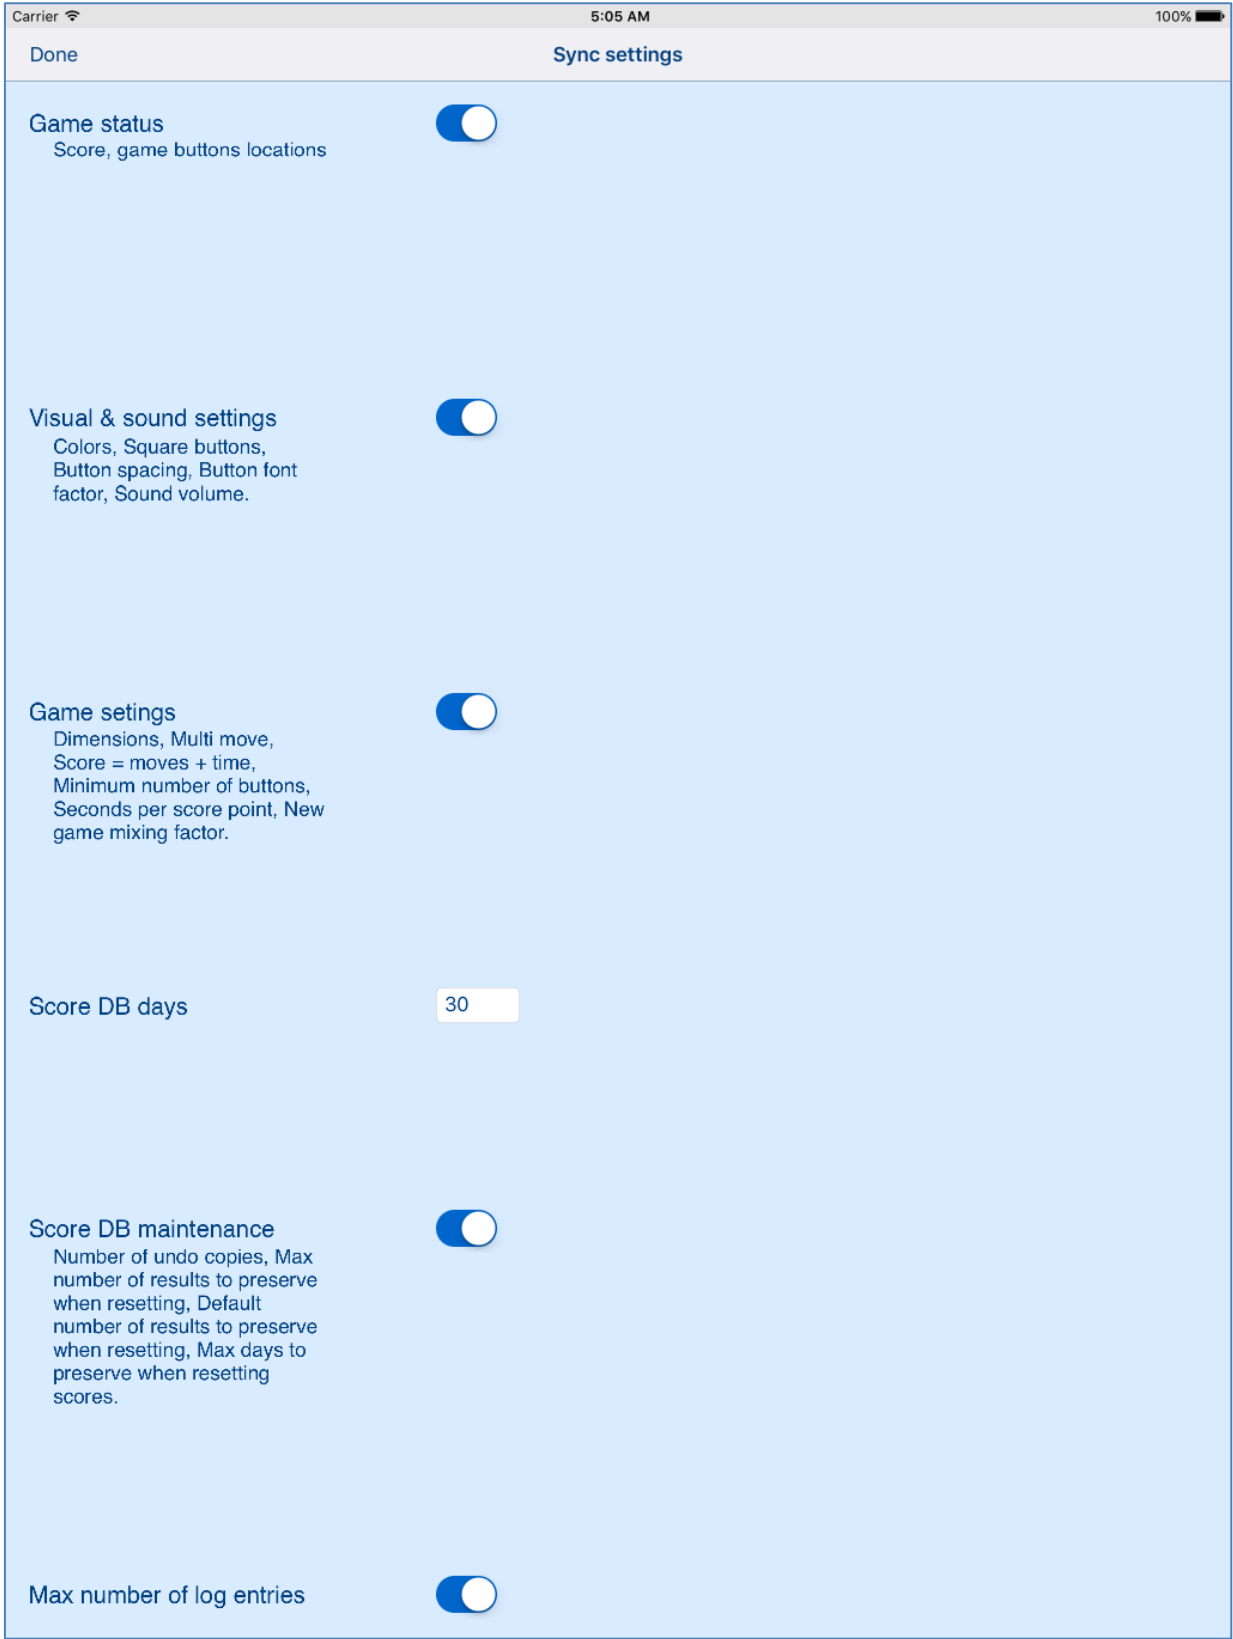 Carrier 5:05 AM 100%
Done Sync settings
Game status
Score, game buttons locations
Visual & sound settings
Colors, Square buttons,
Button spacing, Button font
factor, Sound volume.
Game setings
Dimensions, Multi move,
Score = moves + time,
Minimum number of buttons,
Seconds per score point, New
game mixing factor.
Score DB days 30
Score DB maintenance
Number of undo copies, Max
number of results to preserve
when resetting, Default
number of results to preserve
when resetting, Max days to
preserve when resetting
scores.
Max number of log entries